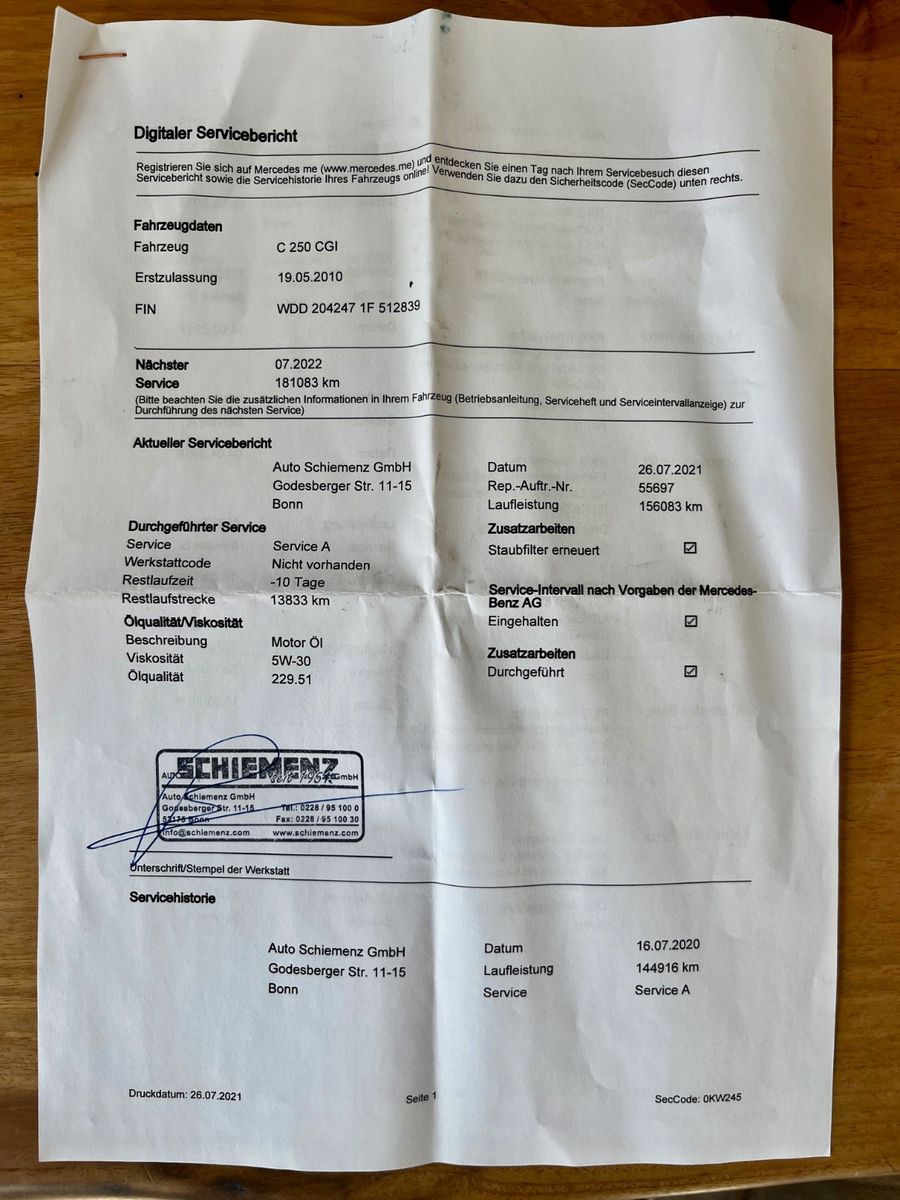 Digitaler Servicebericht
Registrieren Sie sich auf Mercedes me (www.mercedes.me) und entdecken Sie einen Tag nach Ihrem Servicebesuch diesen
Servicebericht sowie die Servicehistorie Ihres Fahrzeugs online! Verwenden Sie dazu den Sicherheitscode (SecCode) unten rechts.
Fahrzeugdaten
Fahrzeug C 250 CGI
Erstzulassung 19.05.2010
FIN WDD 204247 1F 512839
Nächster 07.2022
Service 181083 km
(Bitte beachten Sie die zusätzlichen Informationen in Ihrem Fahrzeug (Betriebsanleitung, Serviceheft und Serviceintervallanzeige) zur
Durchführung des nächsten Service)
Aktueller Servicebericht
Auto Schiemenz GmbH Datum 26.07.2021
Godesberger Str. 11-15 Rep.-Auftr.-Nr. 55697
Bonn Laufleistung 156083 km
Durchgeführter Service Zusatzarbeiten
Service Service A Staubfilter erneuert ☑
Werkstattcode Nicht vorhanden
Restlaufzeit -10 Tage Service-Intervall nach Vorgaben der Mercedes-
Restlaufstrecke 13833 km Benz AG
Ölqualität/Viskosität Eingehalten ☑
Beschreibung Motor Öl Zusatzarbeiten
Viskosität 5W-30 Durchgeführt ☑
Ölqualität 229.51
AUTO SCHIEMENZ GmbH
seit 1954
Auto Schiemenz GmbH
Godesberger Str. 11-15 Tel.: 0228 / 95 100 0
53175 Bonn Fax: 0228 / 95 100 30
info@schiemenz.com www.schiemenz.com
Unterschrift/Stempel der Werkstatt
Servicehistorie
Auto Schiemenz GmbH Datum 16.07.2020
Godesberger Str. 11-15 Laufleistung 144916 km
Bonn Service Service A
Druckdatum: 26.07.2021 Seite 1 SecCode: 0KW245